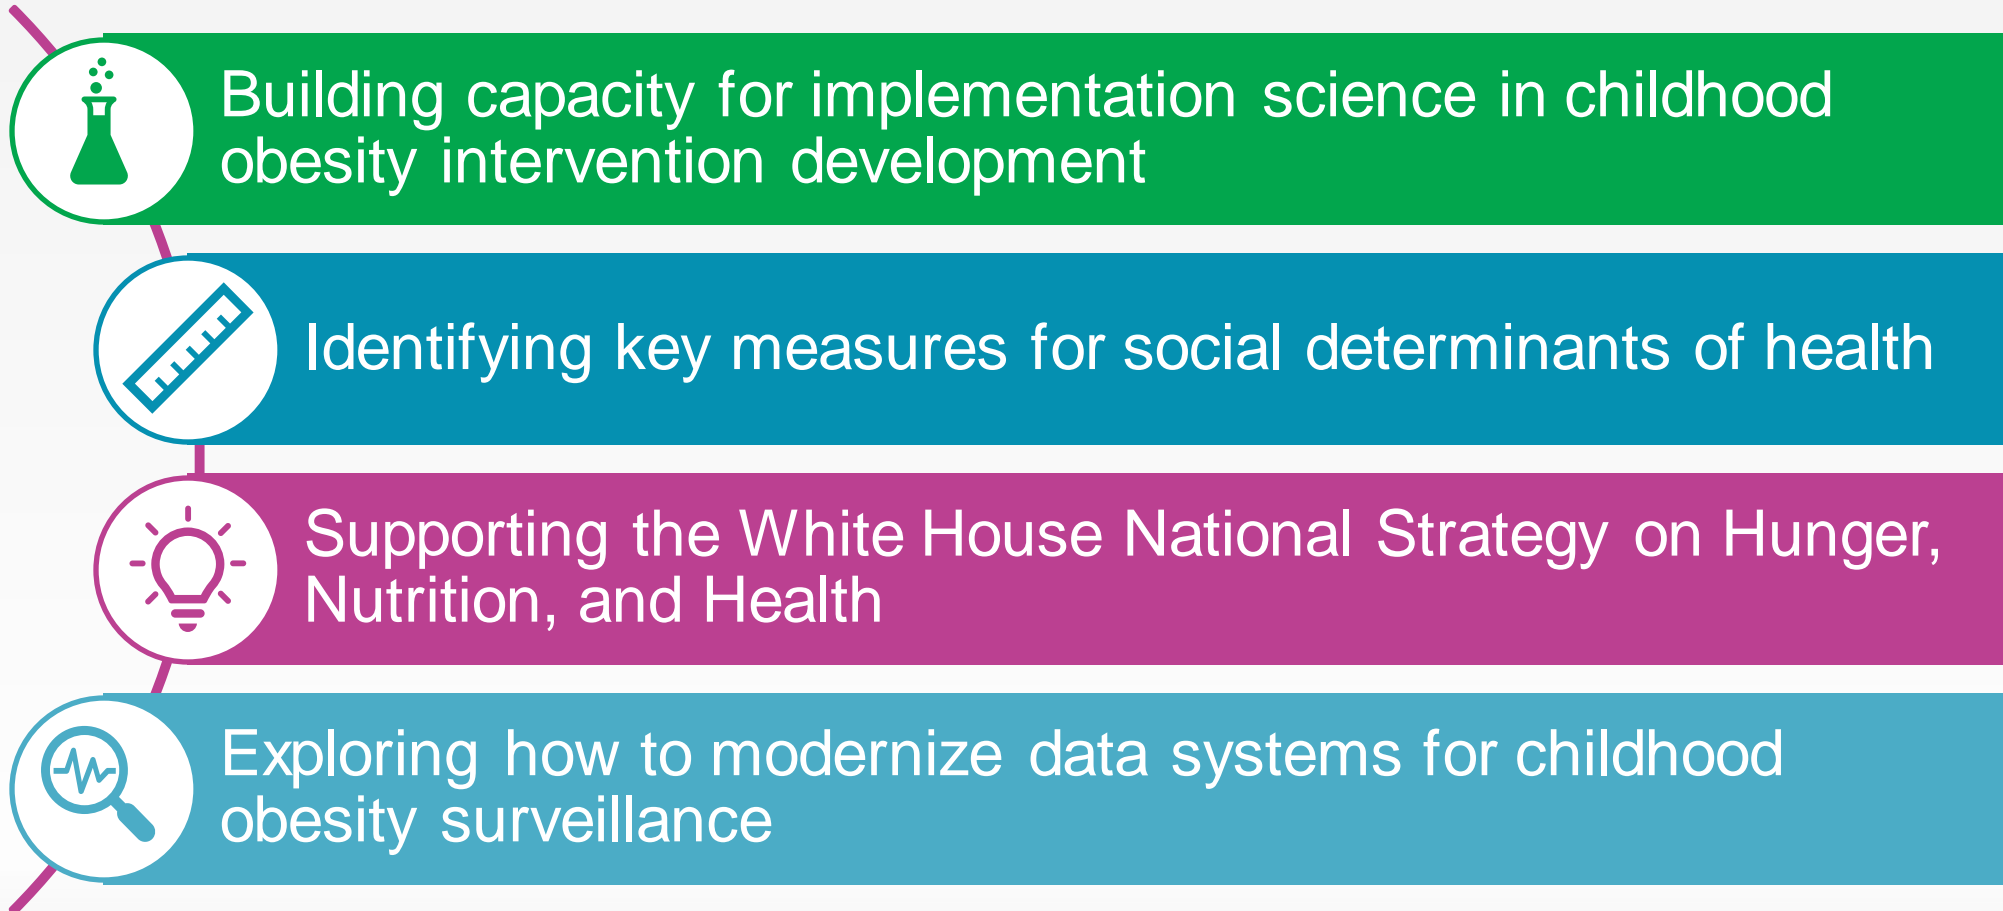 Building capacity for implementation science in childhood
obesity intervention development
Identifying key measures for social determinants of health
Supporting the White House National Strategy on Hunger,
Nutrition, and Health
Exploring how to modernize data systems for childhood
obesity surveillance